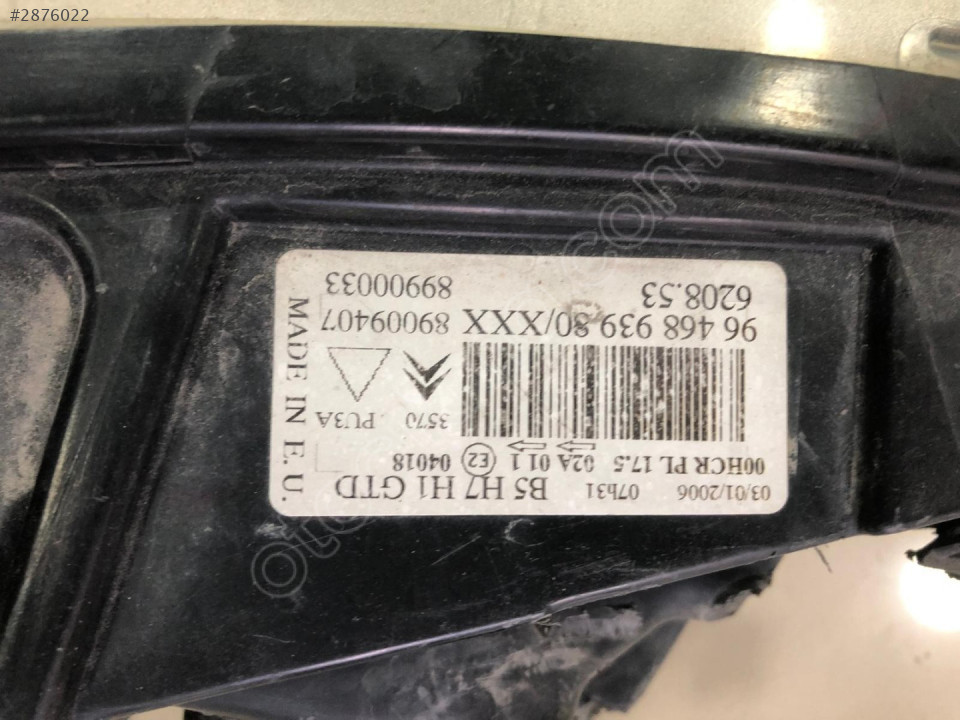 #2876022
03/01/2006 07h31 B5 H7 H1 GTD
00HCR PL 17.5 02A 01.1 E2 04018
3570 PU3A
96 468 939 80/XXX 89009407
6208.53 89900033
MADE IN E. U.